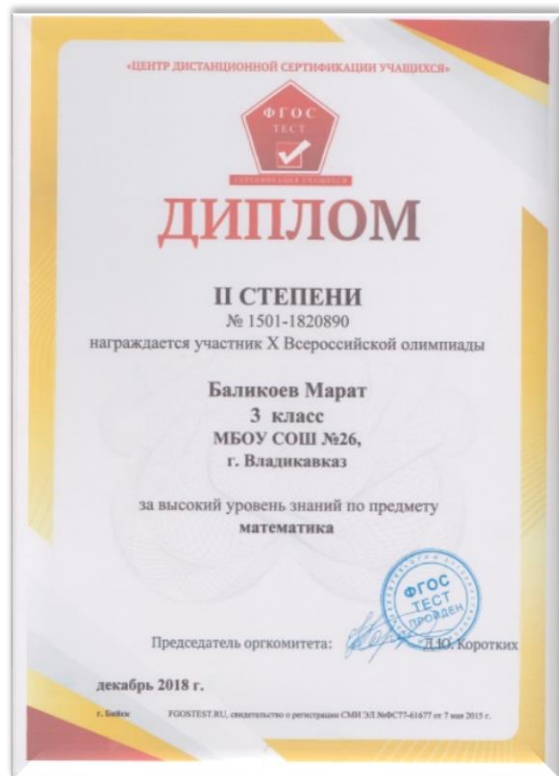 «ЦЕНТР ДИСТАНЦИОННОЙ СЕРТИФИКАЦИИ УЧАЩИХСЯ»
ФГОС
ТЕСТ
СЕРТИФИКАЦИЯ УЧАЩИХСЯ
ДИПЛОМ
II СТЕПЕНИ
№ 1501-1820890
награждается участник X Всероссийской олимпиады
Баликоев Марат
3 класс
МБОУ СОШ №26,
г. Владикавказ
за высокий уровень знаний по предмету
математика
ФГОС
ТЕСТ
ПРОЙДЕН
Председатель оргкомитета:
Д.Ю. Коротких
декабрь 2018 г.
г. Бийск FGOSTEST.RU, свидетельство о регистрации СМИ ЭЛ №ФС77-61677 от 7 мая 2015 г.